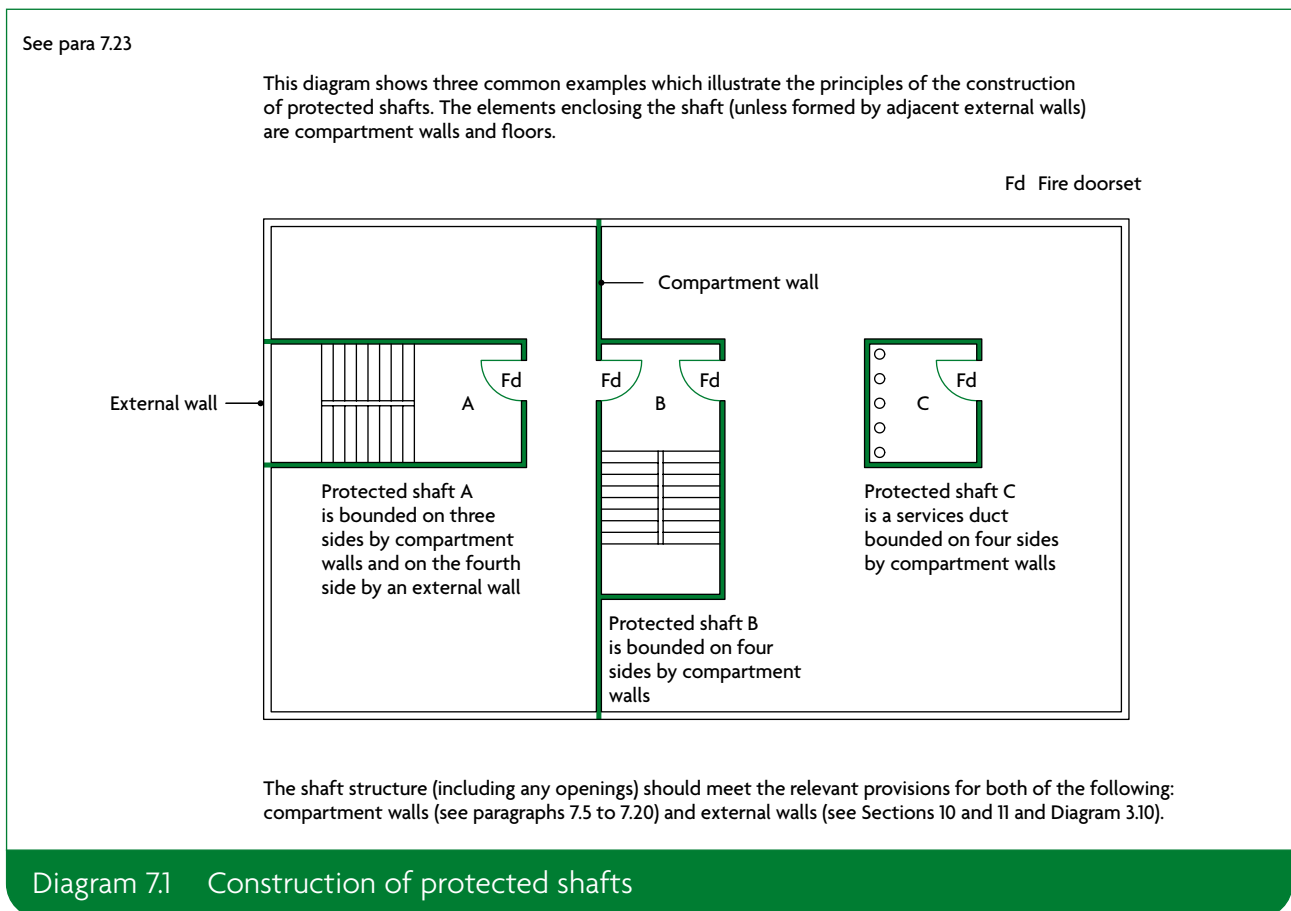 See para 7.23
This diagram shows three common examples which illustrate the principles of the construction
of protected shafts. The elements enclosing the shaft (unless formed by adjacent external walls)
are compartment walls and floors.
Fd Fire doorset
Compartment wall
External wall
Fd
A
Fd
B
Fd
C
Fd
Protected shaft A
is bounded on three
sides by compartment
walls and on the fourth
side by an external wall
Protected shaft B
is bounded on four
sides by compartment
walls
Protected shaft C
is a services duct
bounded on four sides
by compartment walls
The shaft structure (including any openings) should meet the relevant provisions for both of the following:
compartment walls (see paragraphs 7.5 to 7.20) and external walls (see Sections 10 and 11 and Diagram 3.10).
Diagram 7.1 Construction of protected shafts